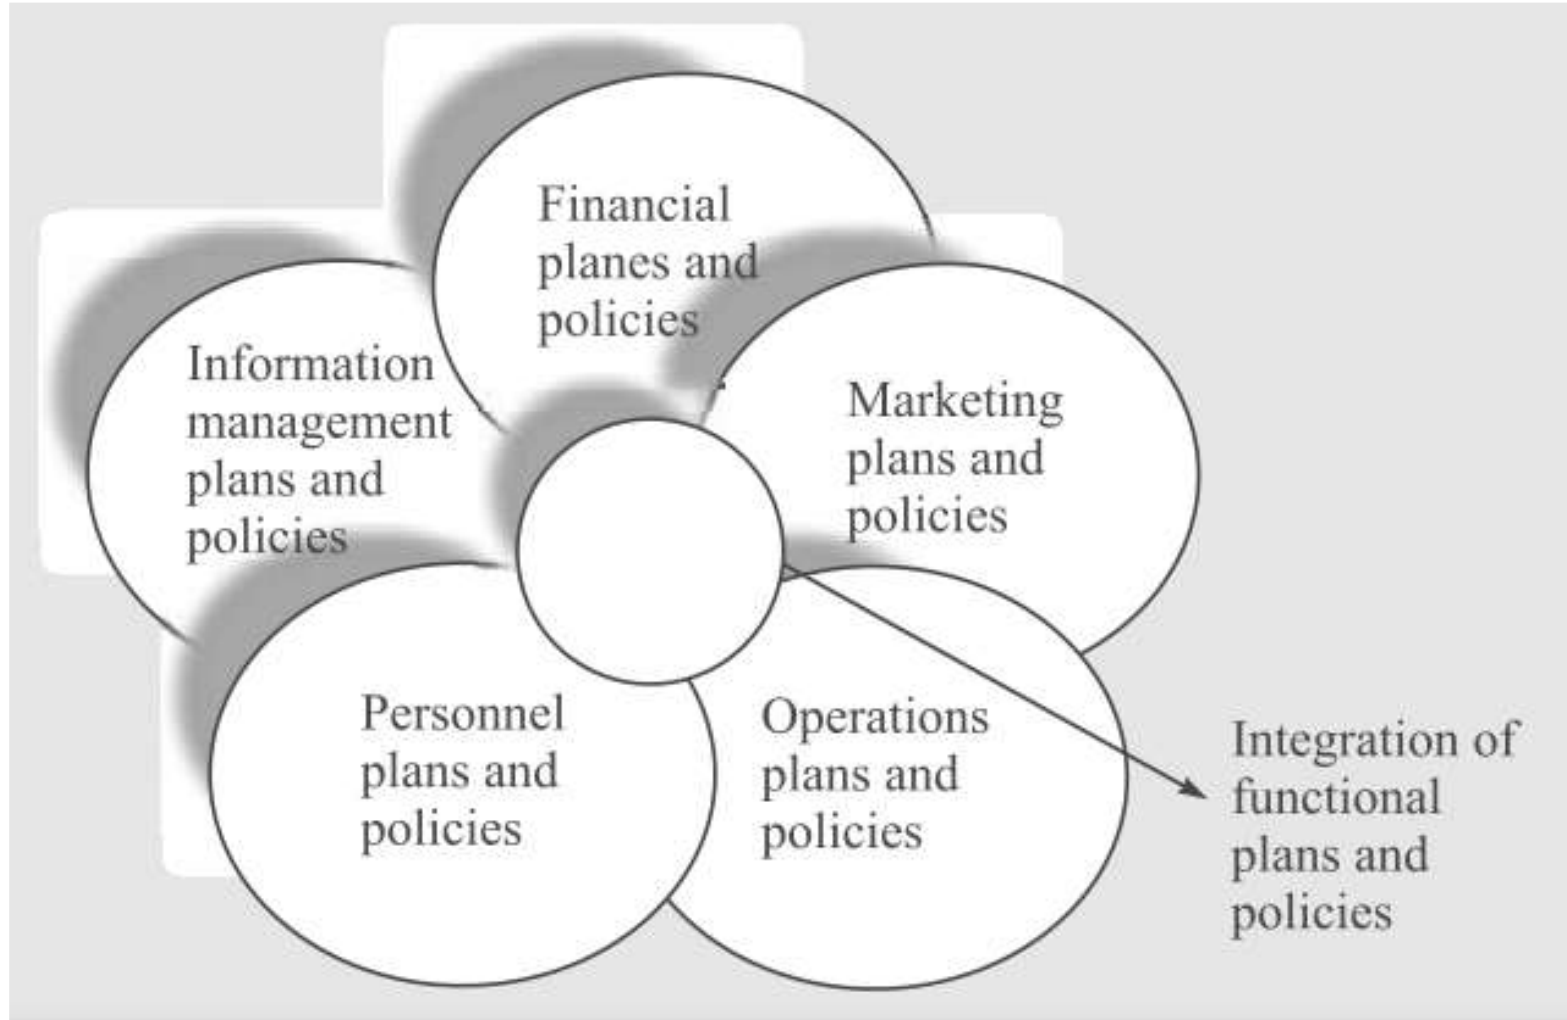 Financial
planes and
policies
Information
management
plans and
policies
Marketing
plans and
policies
Personnel
plans and
policies
Operations
plans and
policies
Integration of
functional
plans and
policies